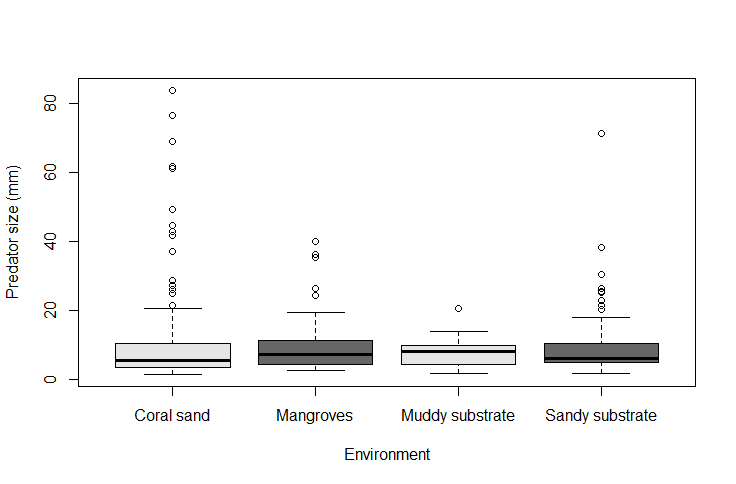 Predator size (mm)
80
60
40
20
0
Coral sand Mangroves Muddy substrate Sandy substrate
Environment